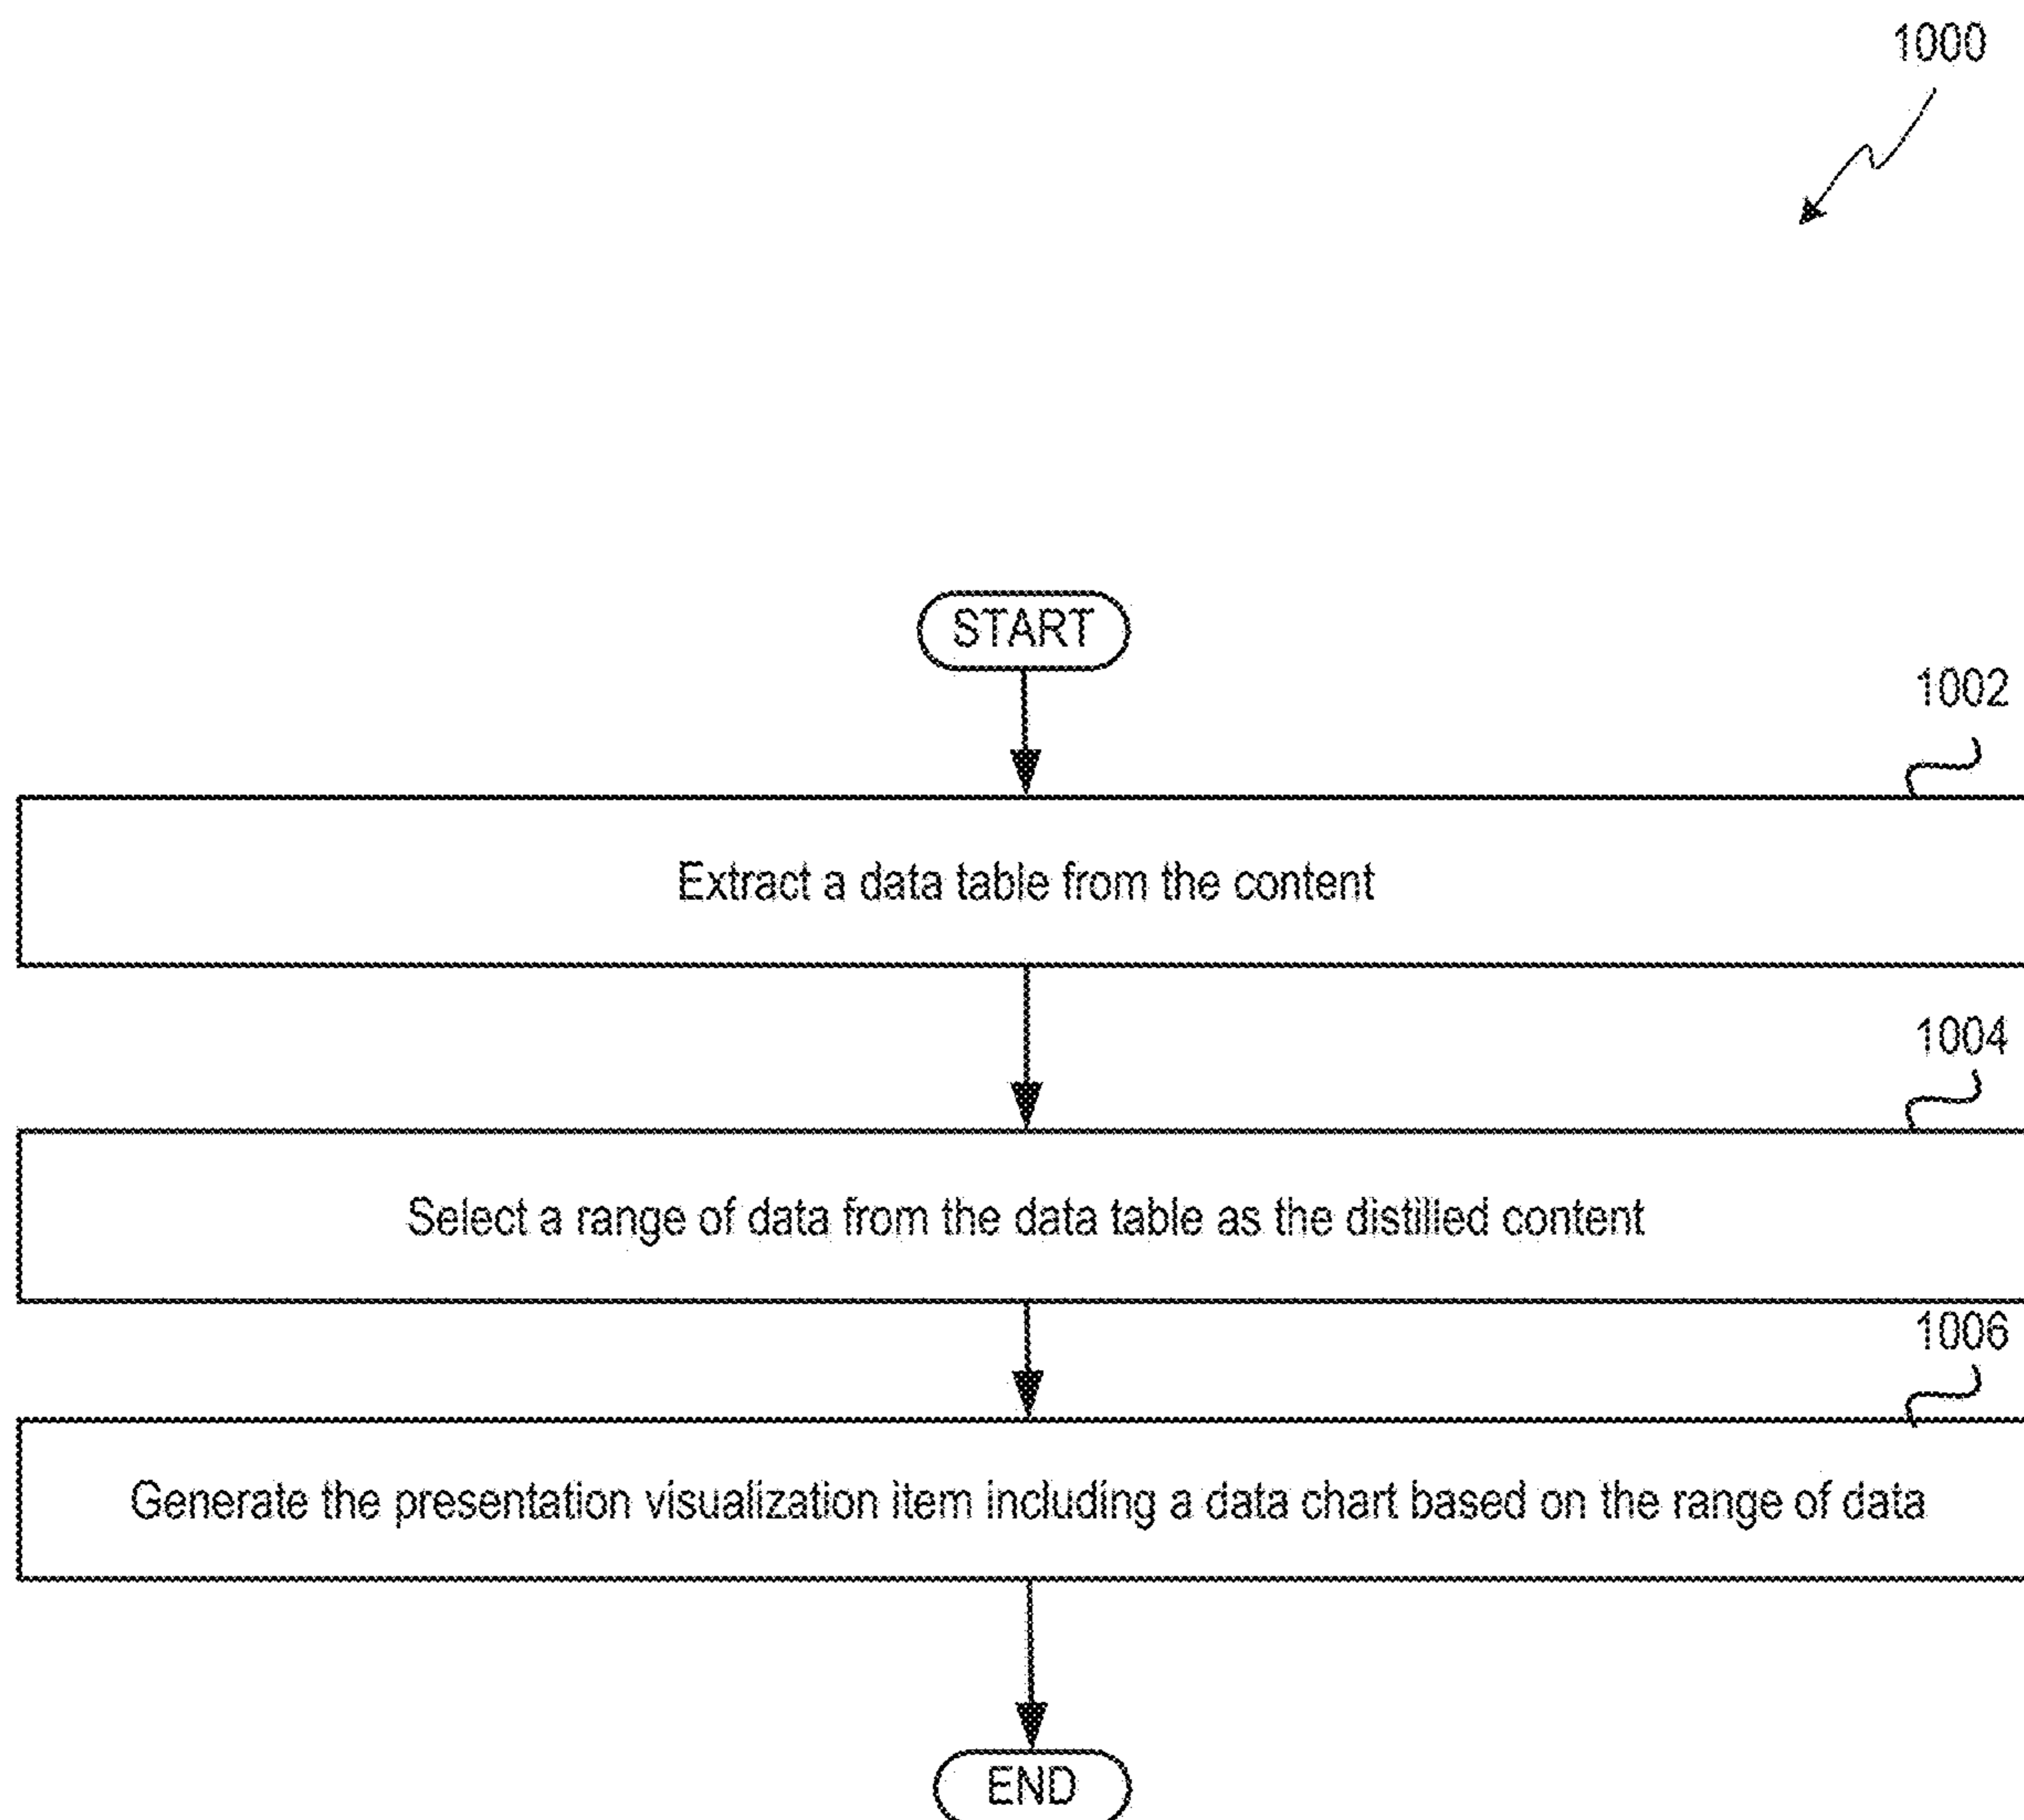 1000
START
1002
Extract a data table from the content
1004
Select a range of data from the data table as the distilled content
1006
Generate the presentation visualization item including a data chart based on the range of data
END